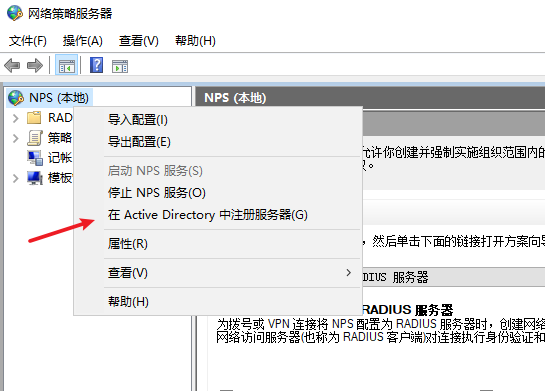 网络策略服务器
文件(F) 操作(A) 查看(V) 帮助(H)
NPS (本地)
NPS (本地)
RAD
策略
记帐
模板
导入配置(I)
导出配置(E)
启动 NPS 服务(S)
停止 NPS 服务(O)
在 Active Directory 中注册服务器(G)
属性(R)
查看(V)
帮助(H)
允许你创建并强制实施组织范围内的
。
，然后单击下面的链接打开方案向导
DIUS 服务器
RADIUS 服务器
为拨号或 VPN 连接将 NPS 配置为 RADIUS 服务器时，创建网络
网络访问服务器(也称为 RADIUS 客户端)对连接执行身份验证和